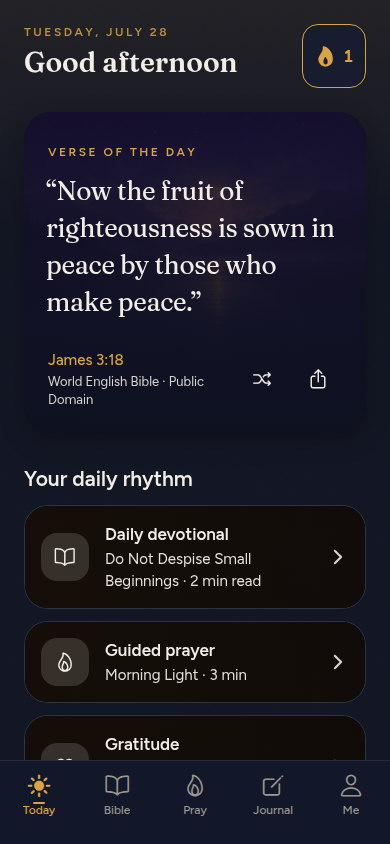 TUESDAY, JULY 28
Good afternoon
1
VERSE OF THE DAY
“Now the fruit of
righteousness is sown in
peace by those who
make peace.”
James 3:18
World English Bible · Public
Domain
Your daily rhythm
Daily devotional
Do Not Despise Small
Beginnings · 2 min read
Guided prayer
Morning Light · 3 min
Gratitude
Today
Bible
Pray
Journal
Me